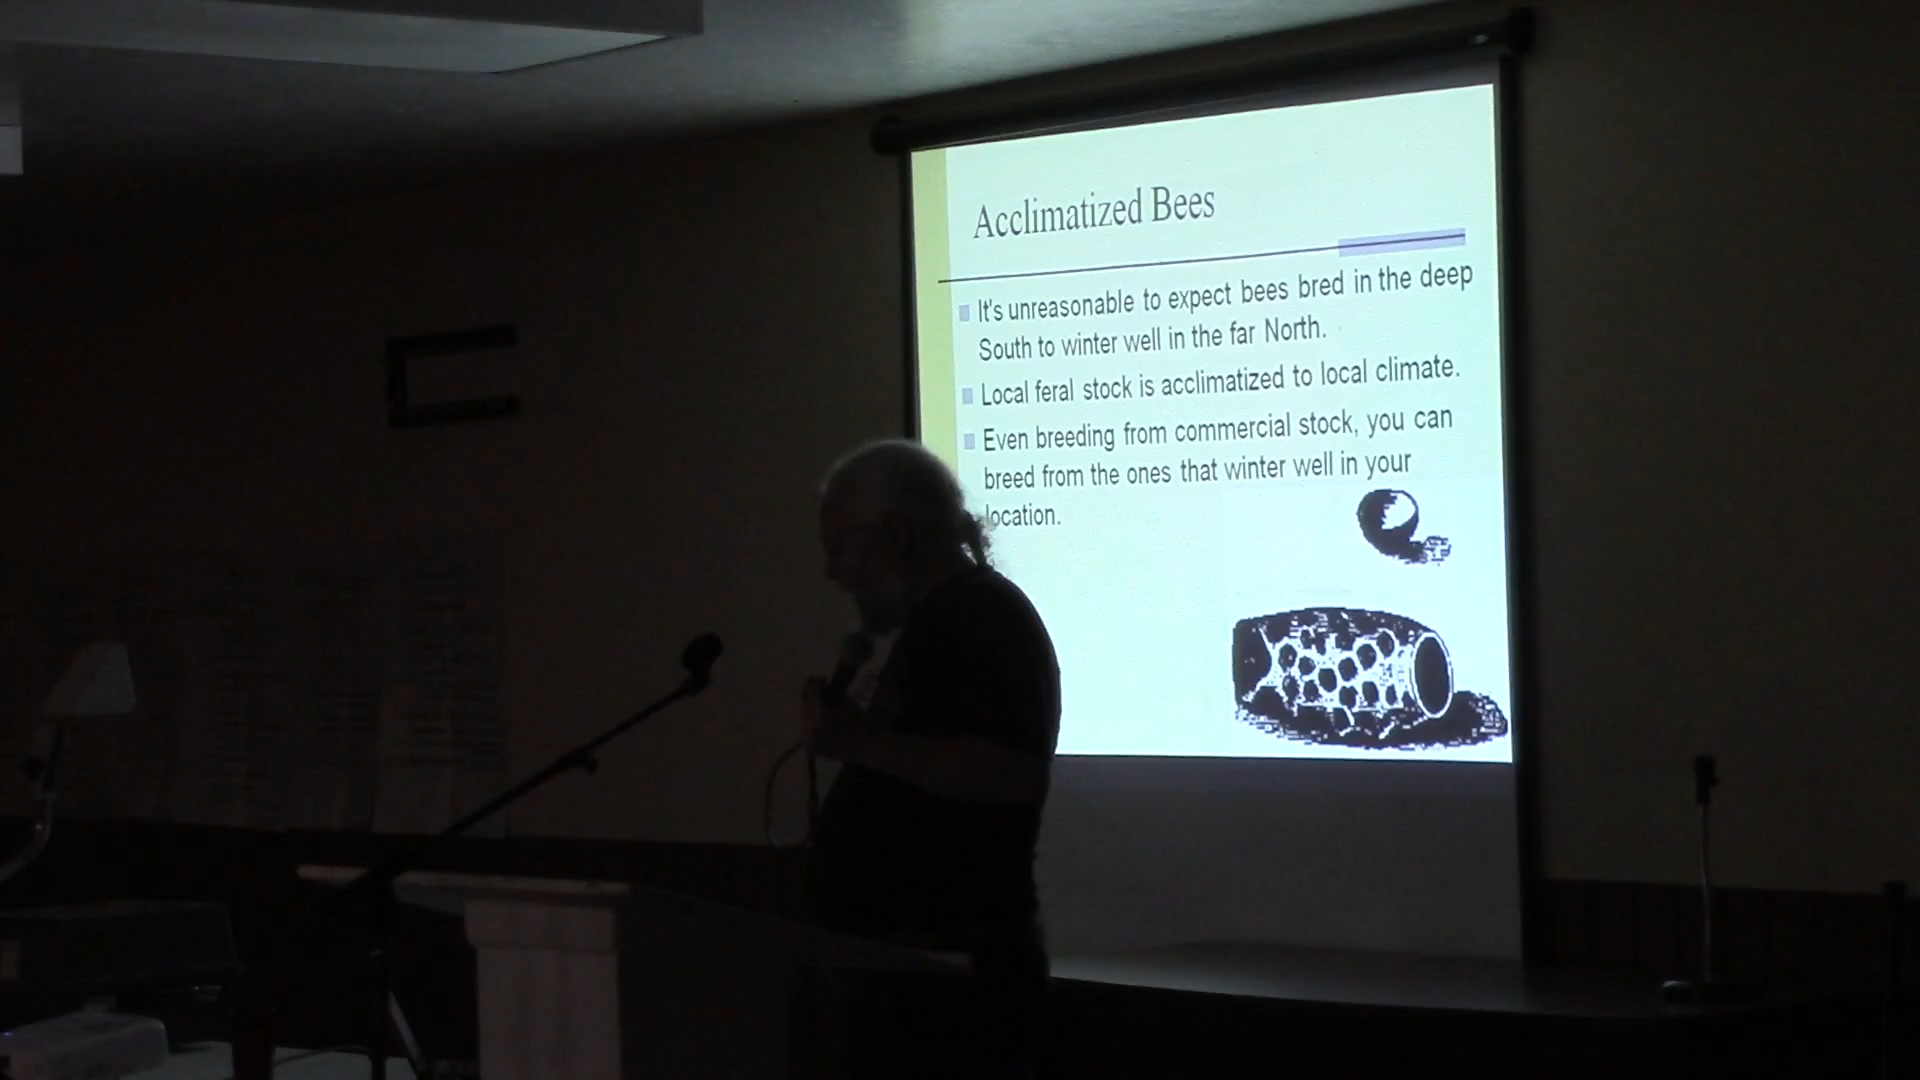 Acclimatized Bees
It's unreasonable to expect bees bred in the deep
South to winter well in the far North.
Local feral stock is acclimatized to local climate.
Even breeding from commercial stock, you can
breed from the ones that winter well in your
location.